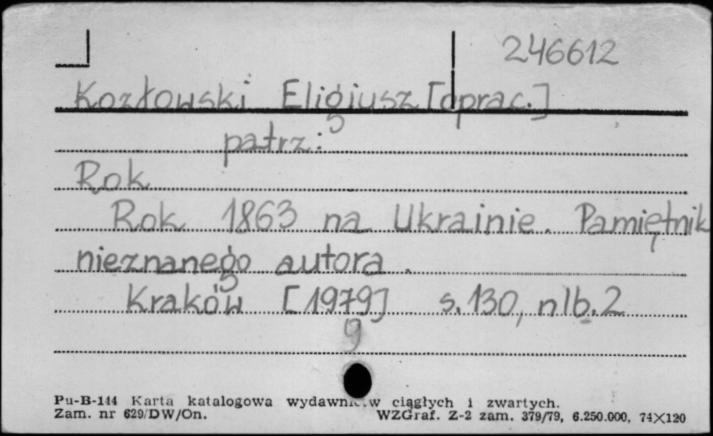 246612
Kozłowski Eligiusz [oprac.]
patrz:
Rok
Rok 1863 na Ukrainie. Pamiętnik
nieznanego autora.
Kraków [1979] s.130, nlb.2
9
Pu-B-144 Karta katalogowa wydawnictw ciągłych i zwartych.
Zam. nr 629/DW/On. WZGraf. Z-2 zam. 379/79, 6.250.000, 74×120